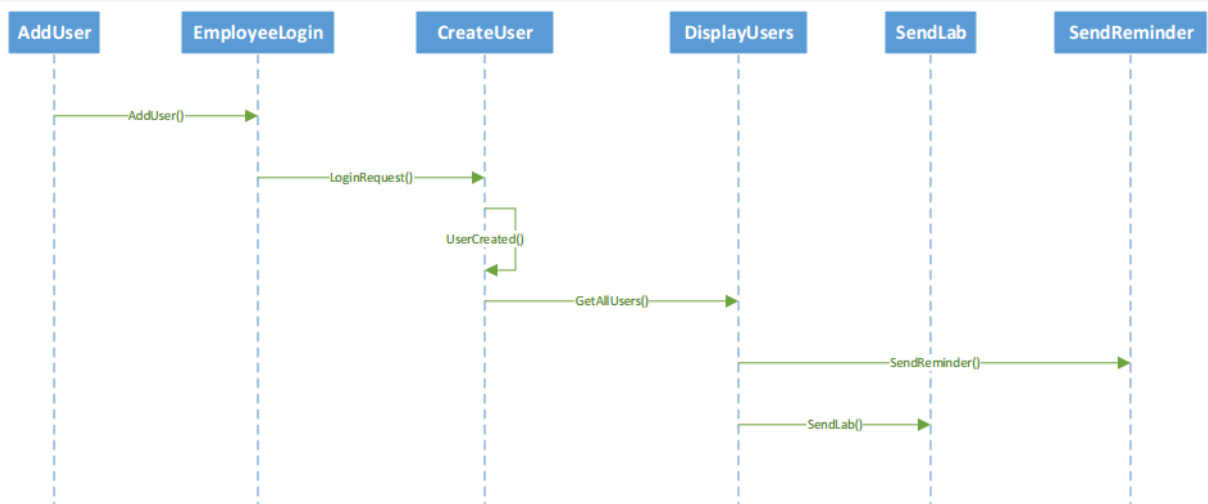 AddUser
EmployeeLogin
CreateUser
DisplayUsers
SendLab
SendReminder
AddUser()
LoginRequest()
UserCreated()
GetAllUsers()
SendReminder()
SendLab()